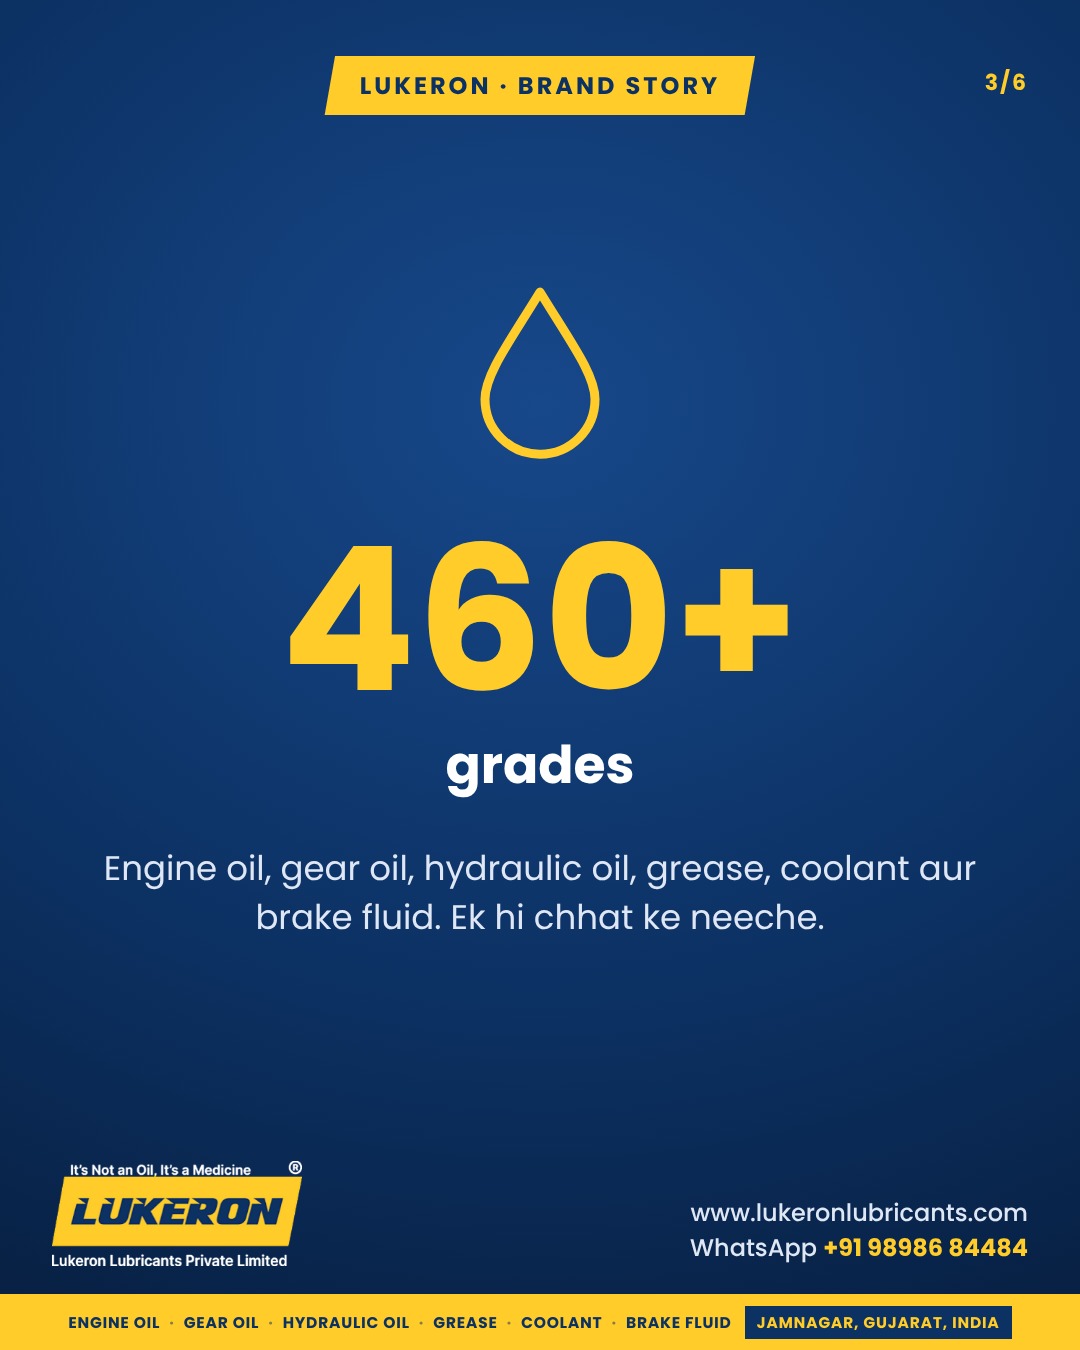 LUKERON · BRAND STORY
3/6
460+
grades
Engine oil, gear oil, hydraulic oil, grease, coolant aur
brake fluid. Ek hi chhat ke neeche.
It's Not an Oil, It's a Medicine ®
LUKERON
Lukeron Lubricants Private Limited
www.lukeronlubricants.com
WhatsApp +91 98986 84484
ENGINE OIL · GEAR OIL · HYDRAULIC OIL · GREASE · COOLANT · BRAKE FLUID JAMNAGAR, GUJARAT, INDIA